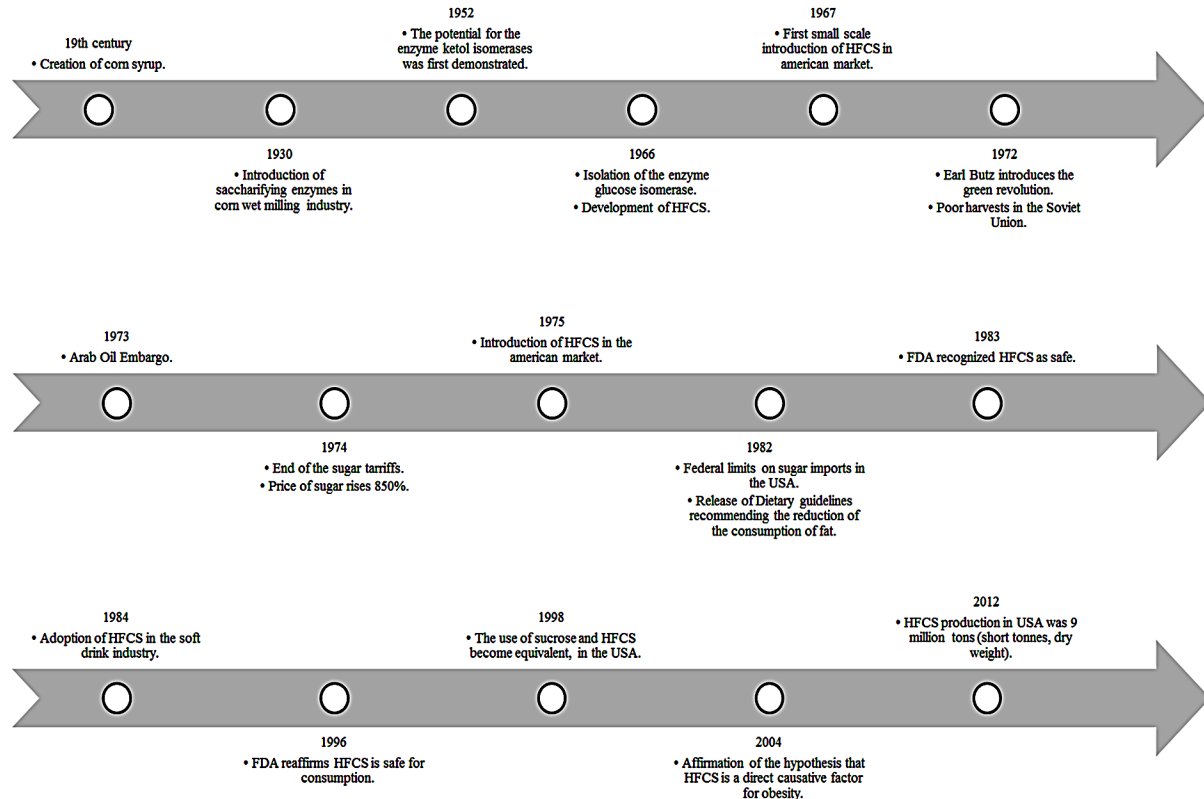 19th century
• Creation of corn syrup.
1930
• Introduction of
saccharifying enzymes in
corn wet milling industry.
1952
• The potential for the
enzyme ketol isomerases
was first demonstrated.
1966
• Isolation of the enzyme
glucose isomerase.
• Development of HFCS.
1967
• First small scale
introduction of HFCS in
american market.
1972
• Earl Butz introduces the
green revolution.
• Poor harvests in the Soviet
Union.
1973
• Arab Oil Embargo.
1974
• End of the sugar tarriffs.
• Price of sugar rises 850%.
1975
• Introduction of HFCS in the
american market.
1982
• Federal limits on sugar imports in
the USA.
• Release of Dietary guidelines
recommending the reduction of
the consumption of fat.
1983
• FDA recognized HFCS as safe.
1984
• Adoption of HFCS in the soft
drink industry.
1996
• FDA reaffirms HFCS is safe for
consumption.
1998
• The use of sucrose and HFCS
become equivalent, in the USA.
2004
• Affirmation of the hypothesis that
HFCS is a direct causative factor
for obesity.
2012
• HFCS production in USA was 9
million tons (short tonnes, dry
weight).